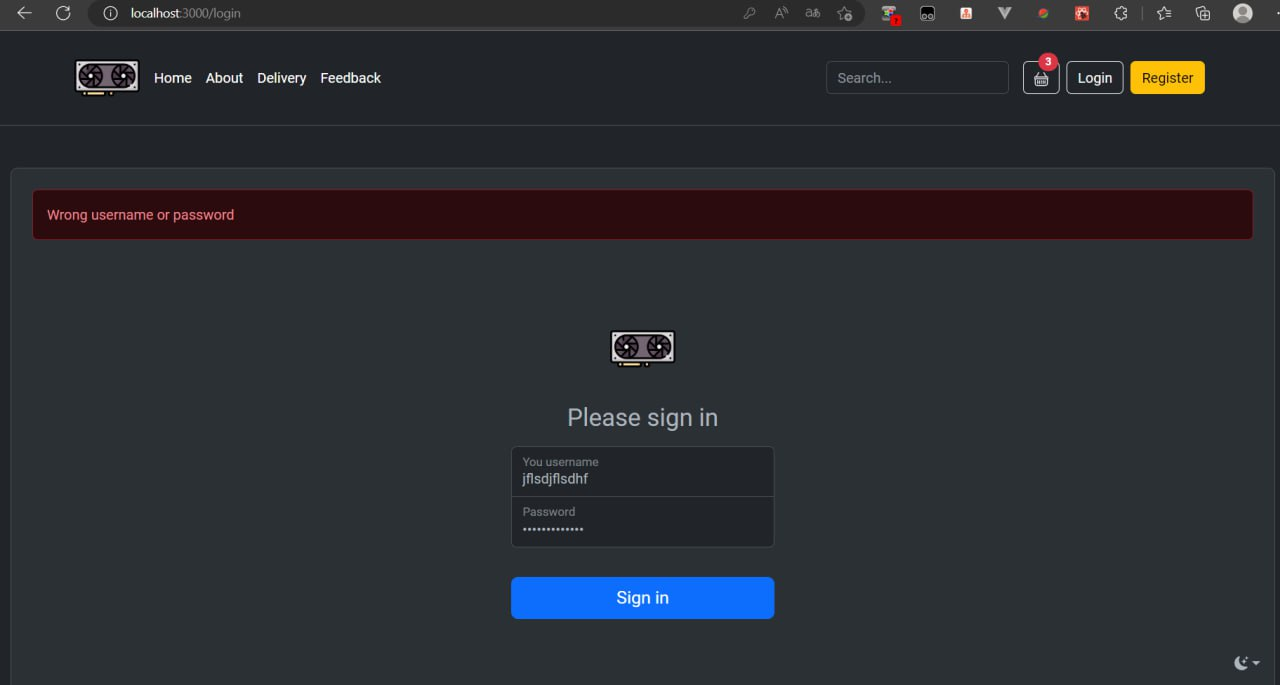 localhost:3000/login
Home About Delivery Feedback
Search...
3
Login
Register
Wrong username or password
Please sign in
You username
jflsdjflsdhf
Password
•••••••••••••
Sign in